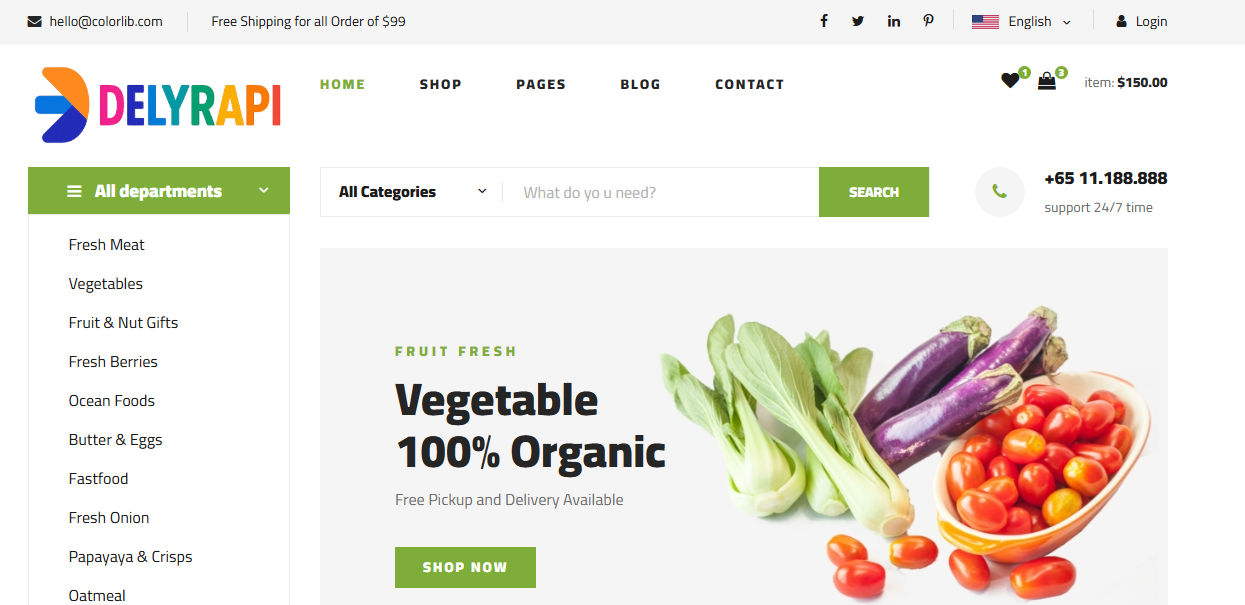 hello@colorlib.com
Free Shipping for all Order of $99
English
Login
DELYRAPI
HOME
SHOP
PAGES
BLOG
CONTACT
1
3
item: $150.00
All departments
All Categories
What do yo u need?
SEARCH
+65 11.188.888
support 24/7 time
Fresh Meat
Vegetables
Fruit & Nut Gifts
Fresh Berries
Ocean Foods
Butter & Eggs
Fastfood
Fresh Onion
Papayaya & Crisps
Oatmeal
FRUIT FRESH
Vegetable
100% Organic
Free Pickup and Delivery Available
SHOP NOW